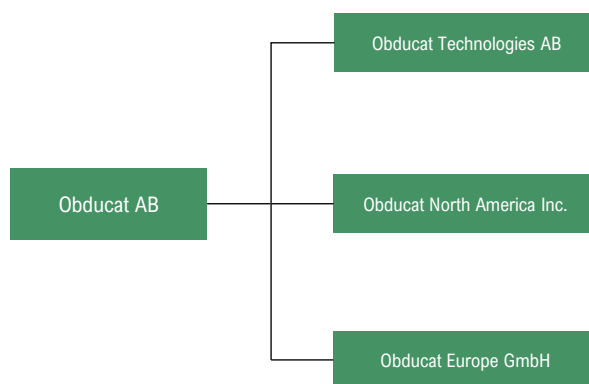 Obducat Technologies AB
Obducat AB
Obducat North America Inc.
Obducat Europe GmbH